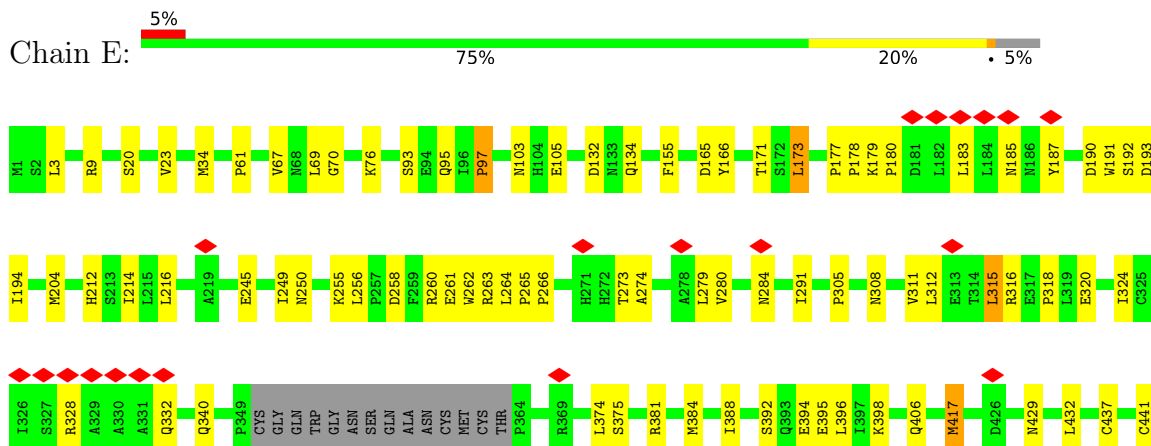 5%
Chain E:
75% 20% • 5%
M1 S2 L3 R9 S20 V23 M34 P61 V67 N68 L69 G70 K76 S93 E94 Q95 I96 P97 N103 H104 E105 D132 N133 Q134 F155 D165 Y166 T171 S172 L173 P177 P178 K179 P180 D181 L182 L183 L184 N185 N186 Y187 D190 W191 S192 D193
I194 M204 H212 S213 I214 L215 L216 A219 E245 I249 N250 K255 L256 P257 D258 F259 R260 E261 W262 R263 L264 P265 P266 H271 H272 T273 A274 A278 L279 V280 N284 I291 P305 N308 V311 L312 E313 T314 L315 R316 E317 P318 L319 E320 I324 C325
I326 S327 R328 A329 A330 A331 Q332 Q340 P349 CYS GLY GLN TRP GLY ASN SER GLN GLN ALA ASN CYS MET CYS THR P364 R369 L374 S375 R381 M384 I388 S392 Q393 E394 E395 L396 I397 K398 Q406 M417 D426 N429 L432 C437 C441